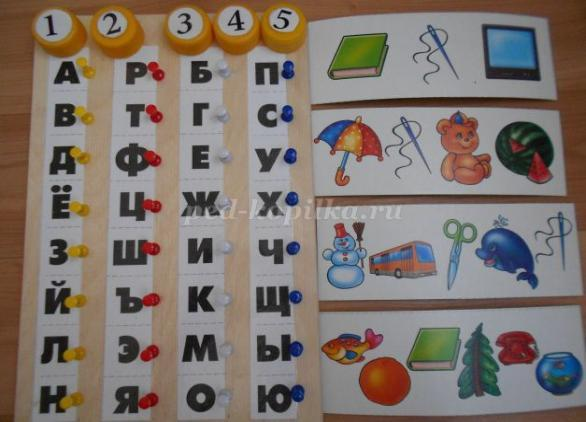 1 2 3 4 5
А Р Б П
В Т Г С
Д Ф Е У
Ё Ц Ж Х
ped-kopilka.ru
З Ш И Ч
Й Ъ К Щ
Л Э М Ы
Н Я О Ю